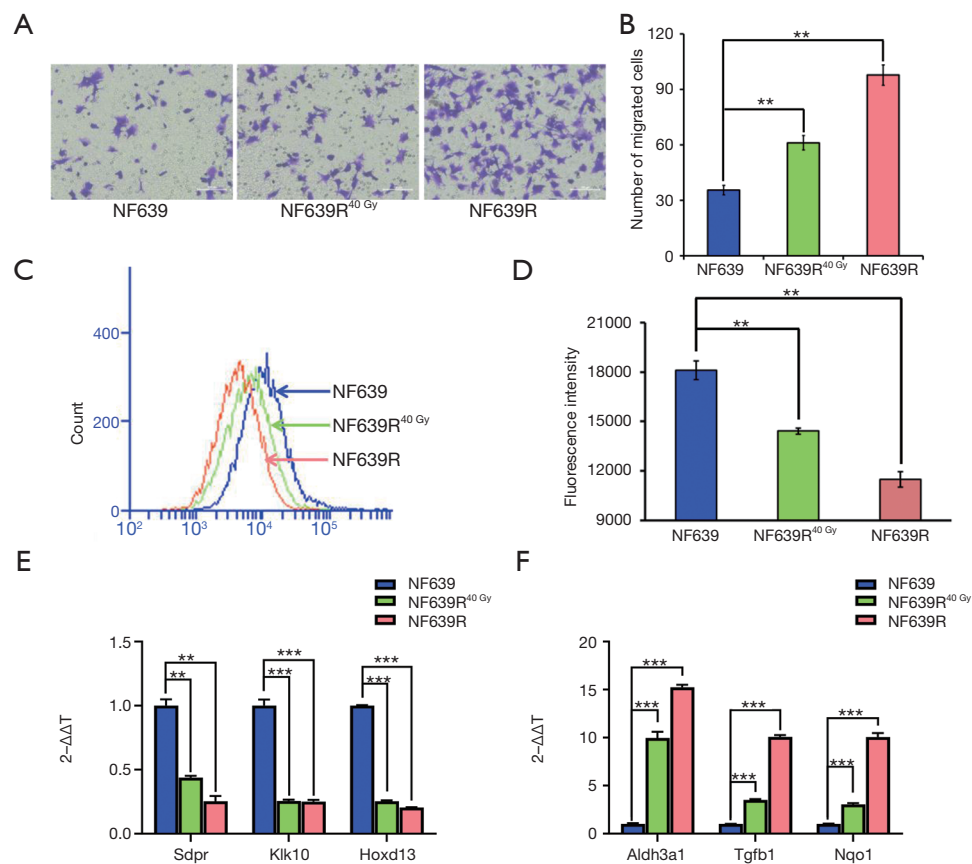 A
NF639
NF639R40 Gy
NF639R
B
Number of migrated cells
120
90
60
30
0
**
**
NF639
NF639R40 Gy
NF639R
C
Count
400
200
0
102
103
104
105
NF639
NF639R40 Gy
NF639R
D
Fluorescence intensity
21000
18000
15000
12000
9000
**
**
NF639
NF639R40 Gy
NF639R
E
NF639
NF639R40 Gy
NF639R
2–ΔΔT
1.5
1.0
0.5
0.0
**
**
***
***
***
***
Sdpr
Klk10
Hoxd13
F
NF639
NF639R40 Gy
NF639R
2–ΔΔT
20
15
10
5
0
***
***
***
***
***
***
Aldh3a1
Tgfb1
Nqo1